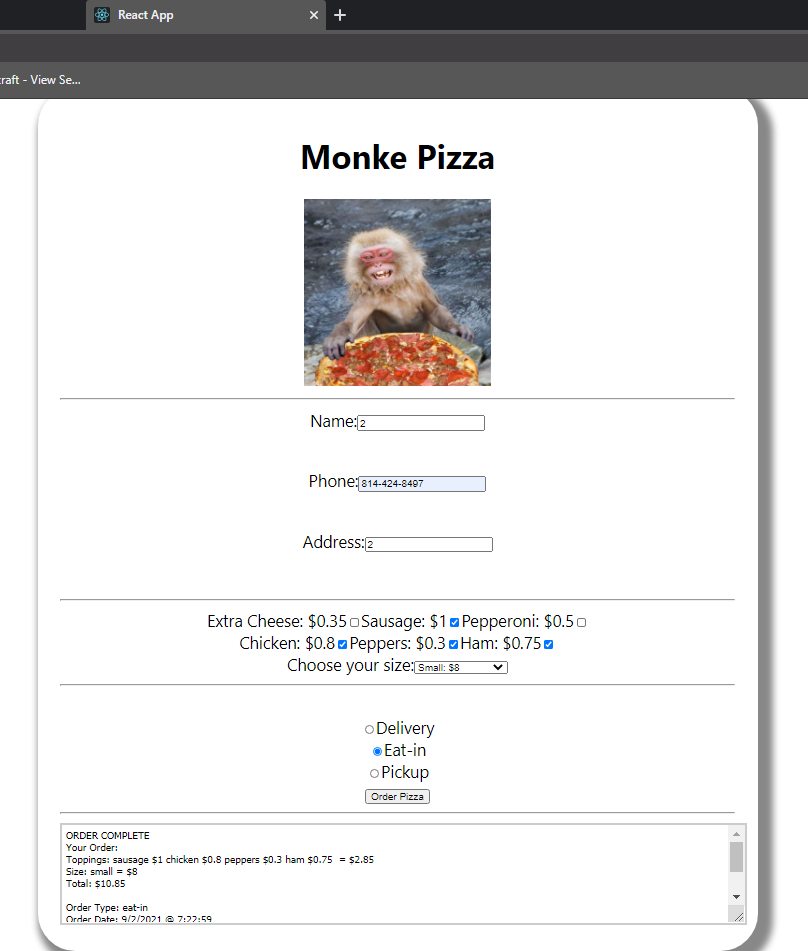 React App
craft - View Se...
Monke Pizza
Name: 2
Phone: 814-424-8497
Address: 2
Extra Cheese: $0.35 Sausage: $1 Pepperoni: $0.5
Chicken: $0.8 Peppers: $0.3 Ham: $0.75
Choose your size: Small: $8
Delivery
Eat-in
Pickup
Order Pizza
ORDER COMPLETE
Your Order:
Toppings: sausage $1 chicken $0.8 peppers $0.3 ham $0.75 = $2.85
Size: small = $8
Total: $10.85
Order Type: eat-in
Order Date: 9/2/2021 @ 7:22:59